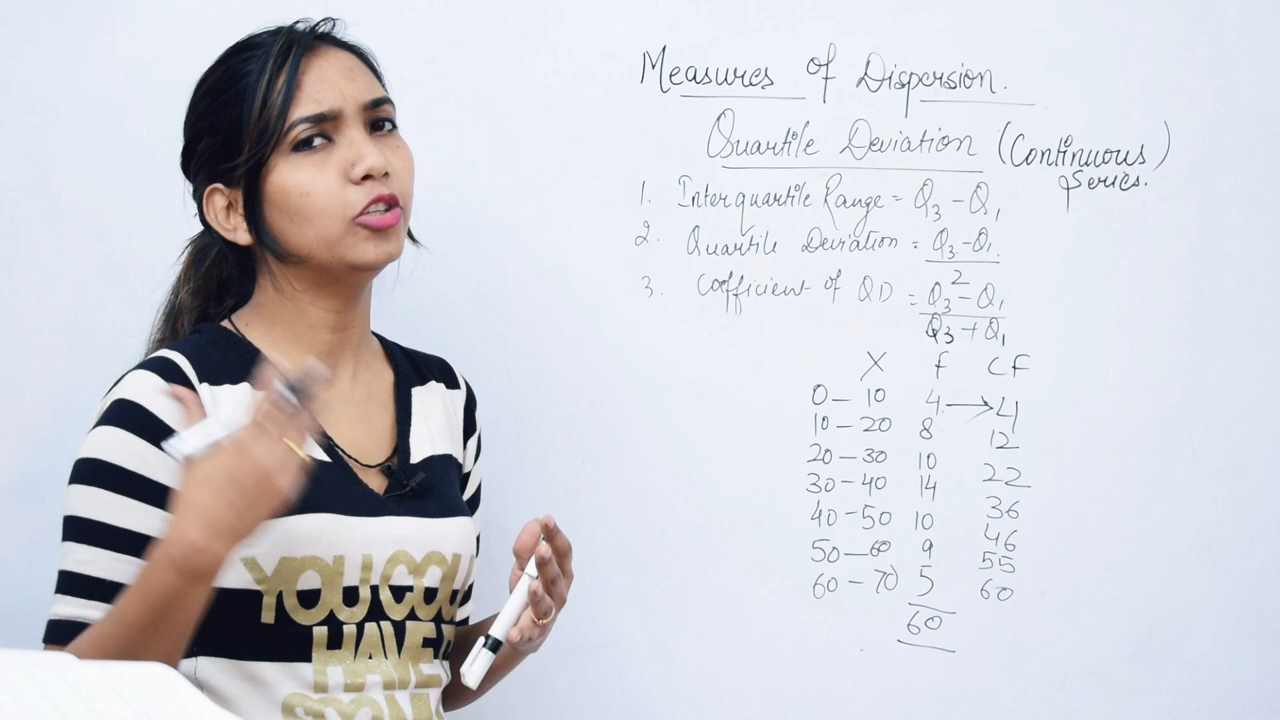 Measures of Dispersion.
Quartile Deviation (Continuous Series.)
1. Interquartile Range = Q3 - Q1
2. Quartile Deviation = Q3 - Q1 / 2
3. Coefficient of QD = Q3 - Q1 / Q3 + Q1
X f CF
0 - 10 4 → 4
10 - 20 8 12
20 - 30 10 22
30 - 40 14 36
40 - 50 10 46
50 - 60 9 55
60 - 70 5 60
60
YOU COU
HAVE